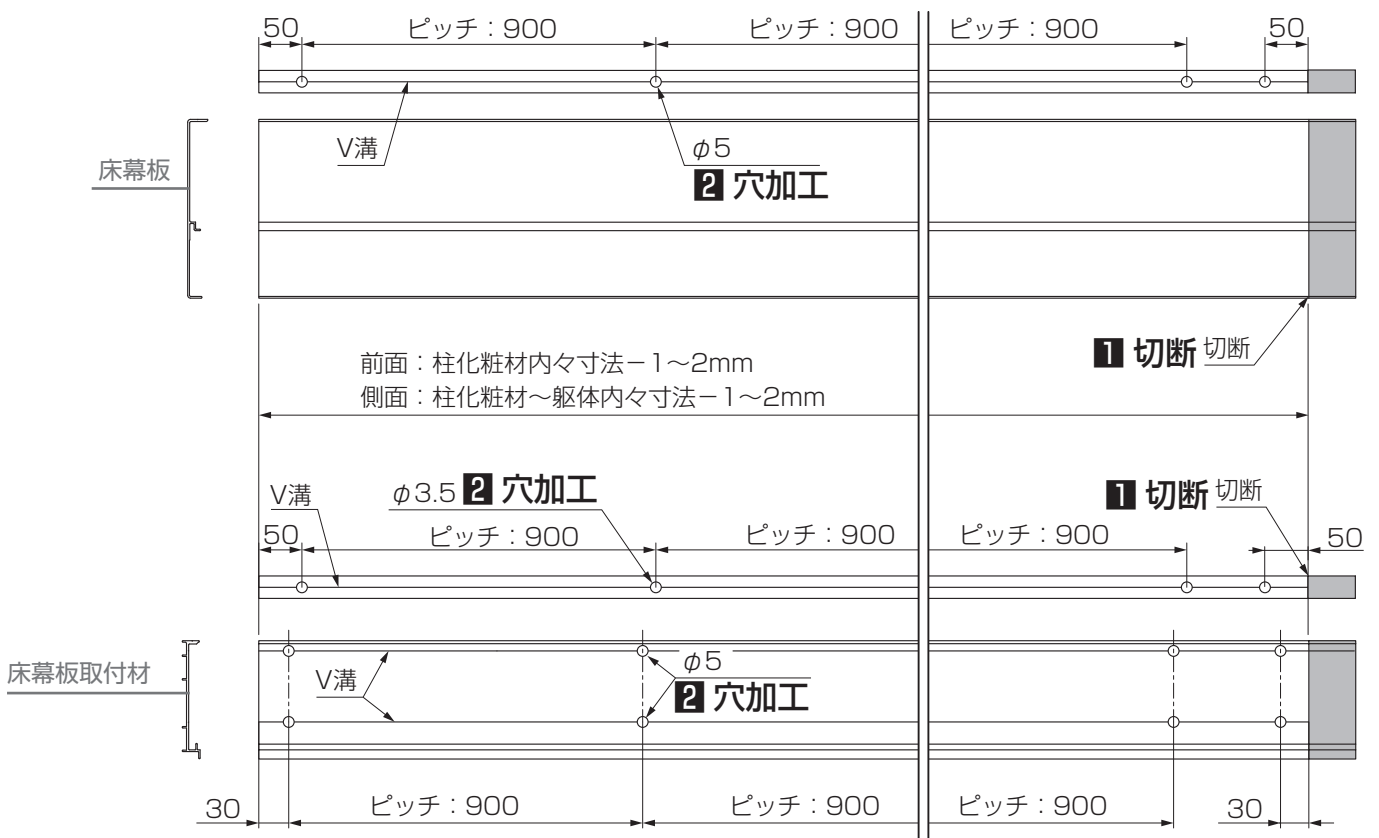 50 ピッチ：900 ピッチ：900 ピッチ：900 50
V溝
φ5
2 穴加工
床幕板
1 切断 切断
前面：柱化粧材内々寸法－1～2mm
側面：柱化粧材～躯体内々寸法－1～2mm
V溝
φ3.5 2 穴加工
1 切断 切断
50 ピッチ：900 ピッチ：900 ピッチ：900 50
床幕板取付材
V溝
φ5
2 穴加工
30 ピッチ：900 ピッチ：900 ピッチ：900 30